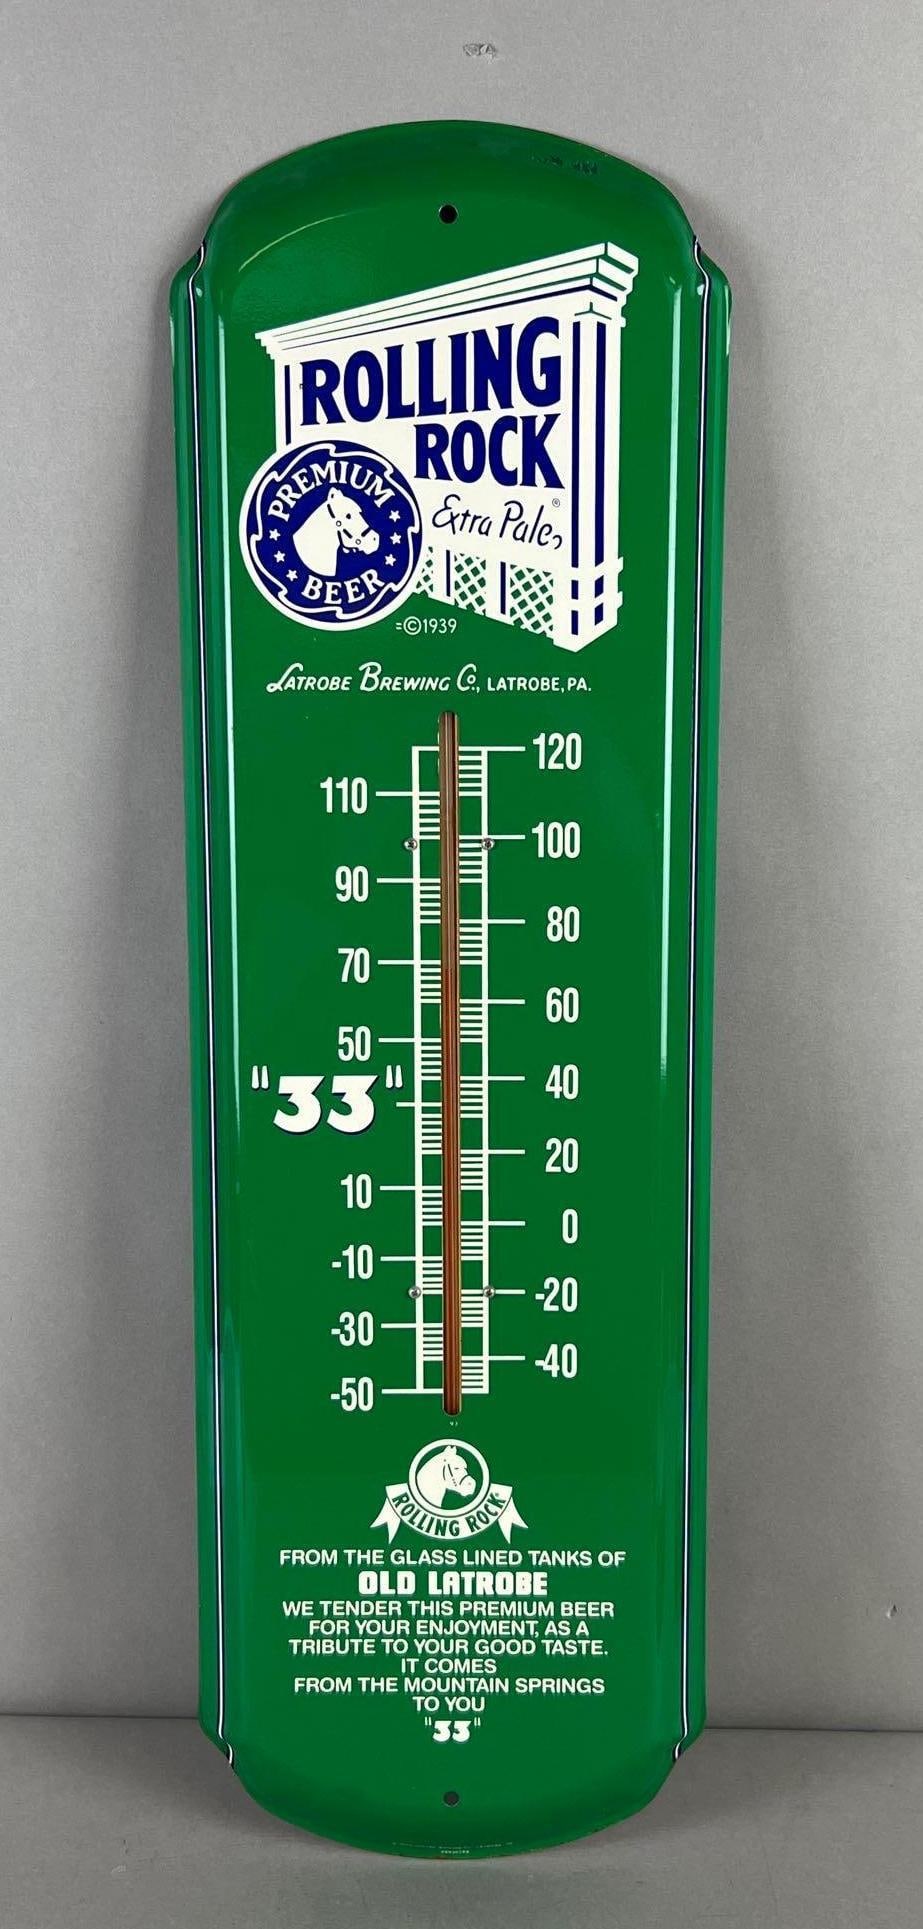 ROLLING
ROCK
Extra Pale ®
PREMIUM
BEER
=©1939
LATROBE BREWING Co., LATROBE, PA.
120
110
100
90
80
70
60
50
40
"33"
20
10
0
-10
-20
-30
-40
-50
ROLLING ROCK
FROM THE GLASS LINED TANKS OF
OLD LATROBE
WE TENDER THIS PREMIUM BEER
FOR YOUR ENJOYMENT, AS A
TRIBUTE TO YOUR GOOD TASTE.
IT COMES
FROM THE MOUNTAIN SPRINGS
TO YOU
"33"